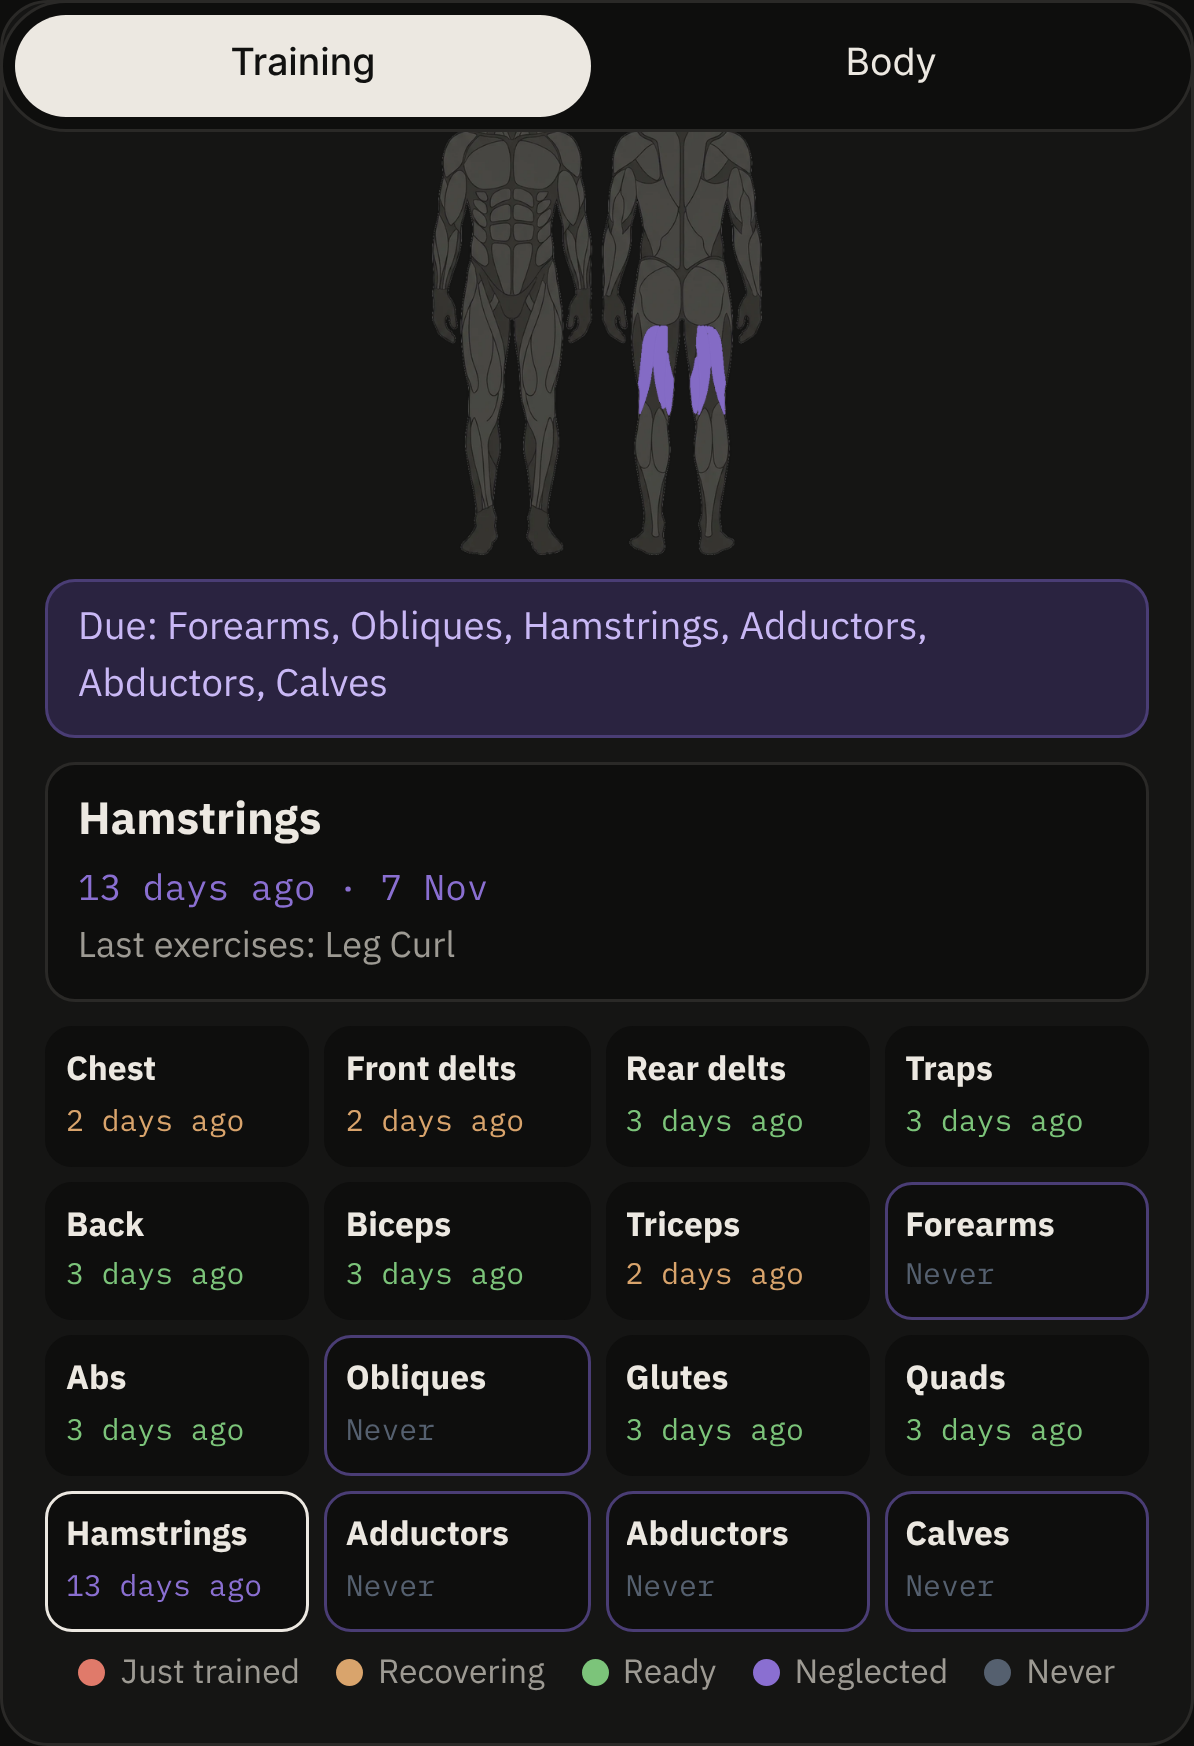 Training
Body
Due: Forearms, Obliques, Hamstrings, Adductors,
Abductors, Calves
Hamstrings
13 days ago · 7 Nov
Last exercises: Leg Curl
Chest
2 days ago
Front delts
2 days ago
Rear delts
3 days ago
Traps
3 days ago
Back
3 days ago
Biceps
3 days ago
Triceps
2 days ago
Forearms
Never
Abs
3 days ago
Obliques
Never
Glutes
3 days ago
Quads
3 days ago
Hamstrings
13 days ago
Adductors
Never
Abductors
Never
Calves
Never
Just trained
Recovering
Ready
Neglected
Never